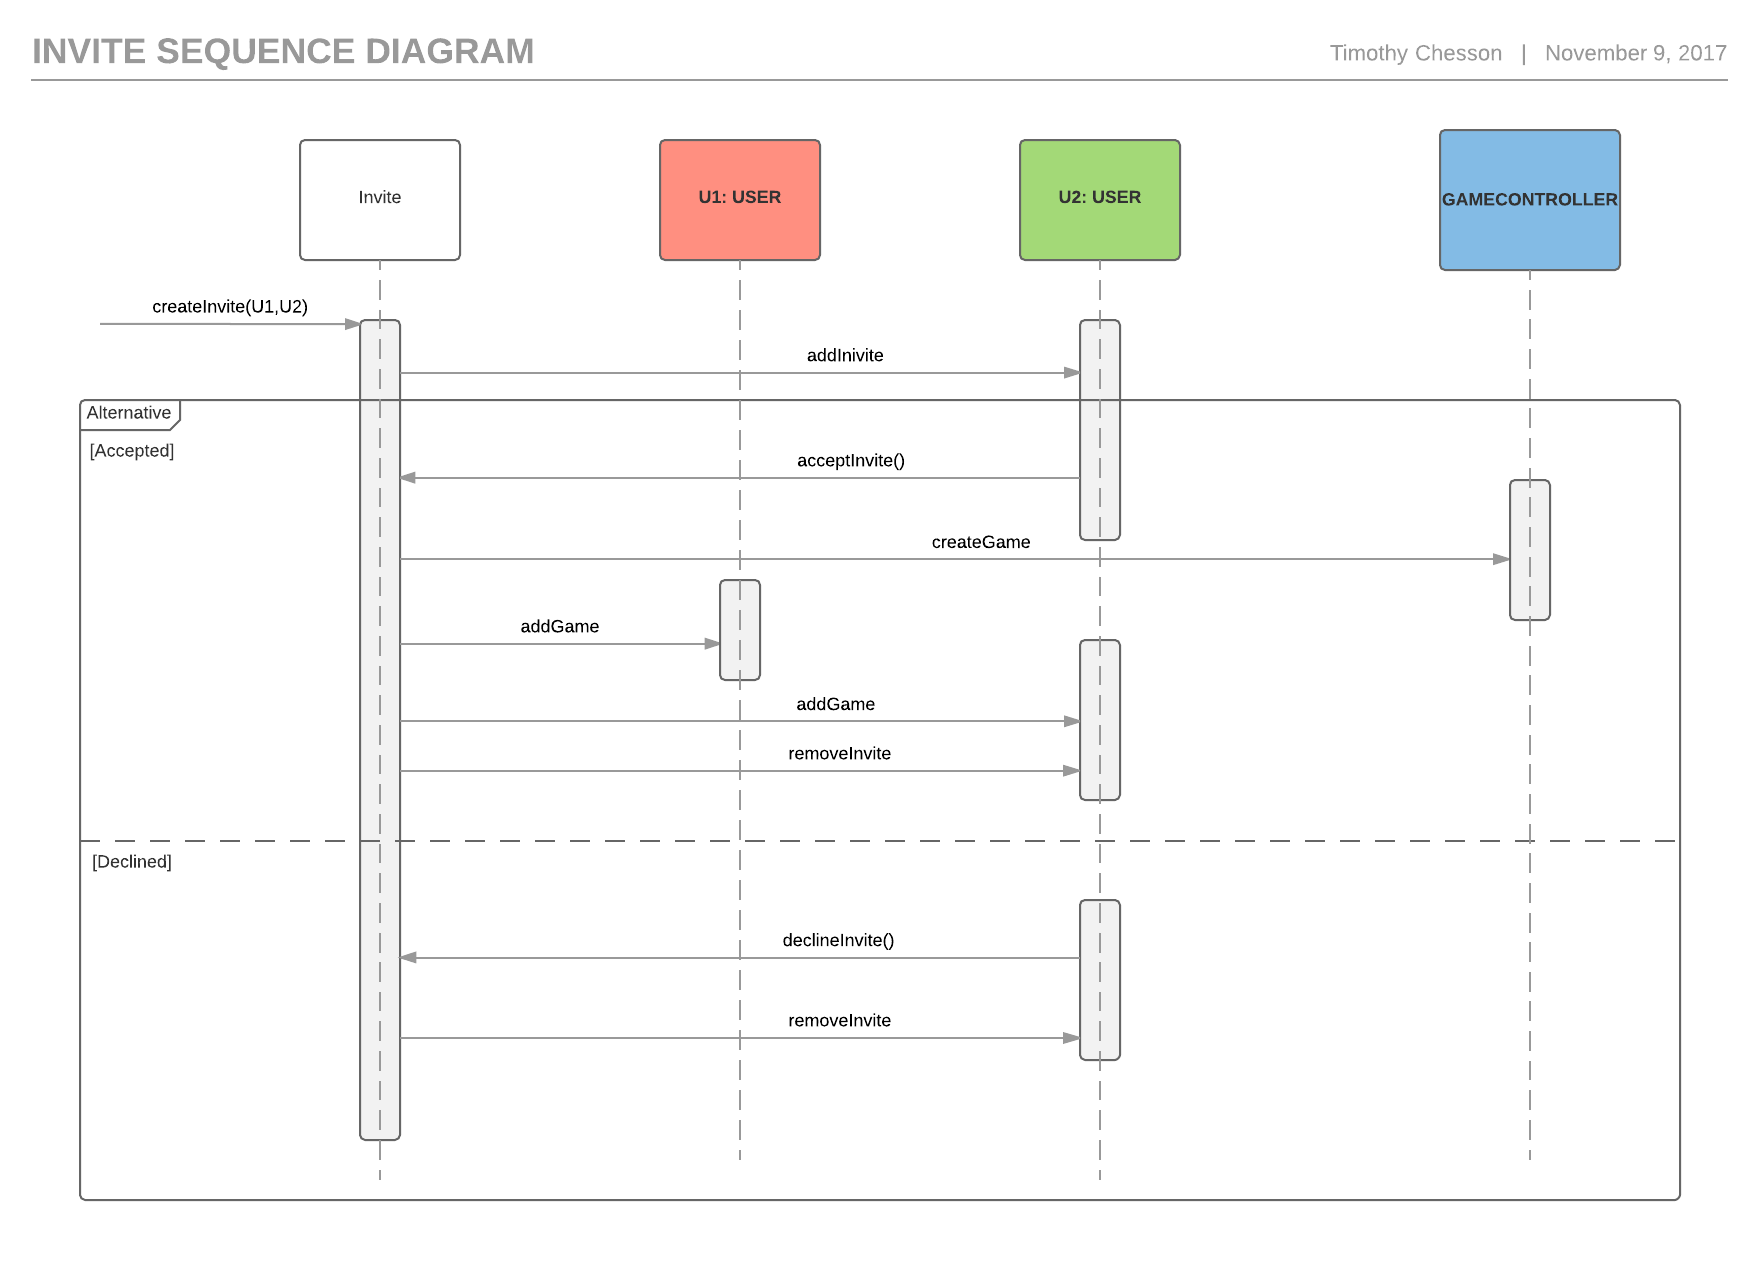 INVITE SEQUENCE DIAGRAM
Timothy Chesson | November 9, 2017
Invite
U1: USER
U2: USER
GAMECONTROLLER
createInvite(U1,U2)
addInivite
Alternative
[Accepted]
acceptInvite()
createGame
addGame
addGame
removeInvite
[Declined]
declineInvite()
removeInvite